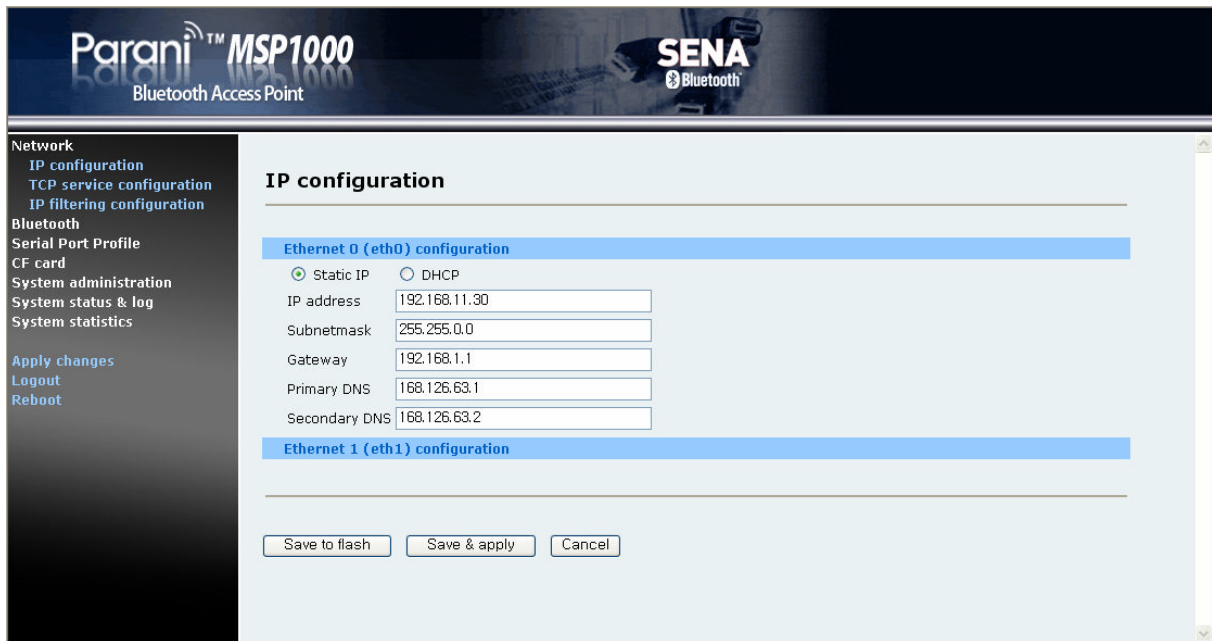 Parani™ MSP1000
Bluetooth Access Point
SENA
Bluetooth
Network
IP configuration
TCP service configuration
IP filtering configuration
Bluetooth
Serial Port Profile
CF card
System administration
System status & log
System statistics
Apply changes
Logout
Reboot
IP configuration
Ethernet 0 (eth0) configuration
Static IP DHCP
IP address 192.168.11.30
Subnetmask 255.255.0.0
Gateway 192.168.1.1
Primary DNS 168.126.63.1
Secondary DNS 168.126.63.2
Ethernet 1 (eth1) configuration
Save to flash Save & apply Cancel